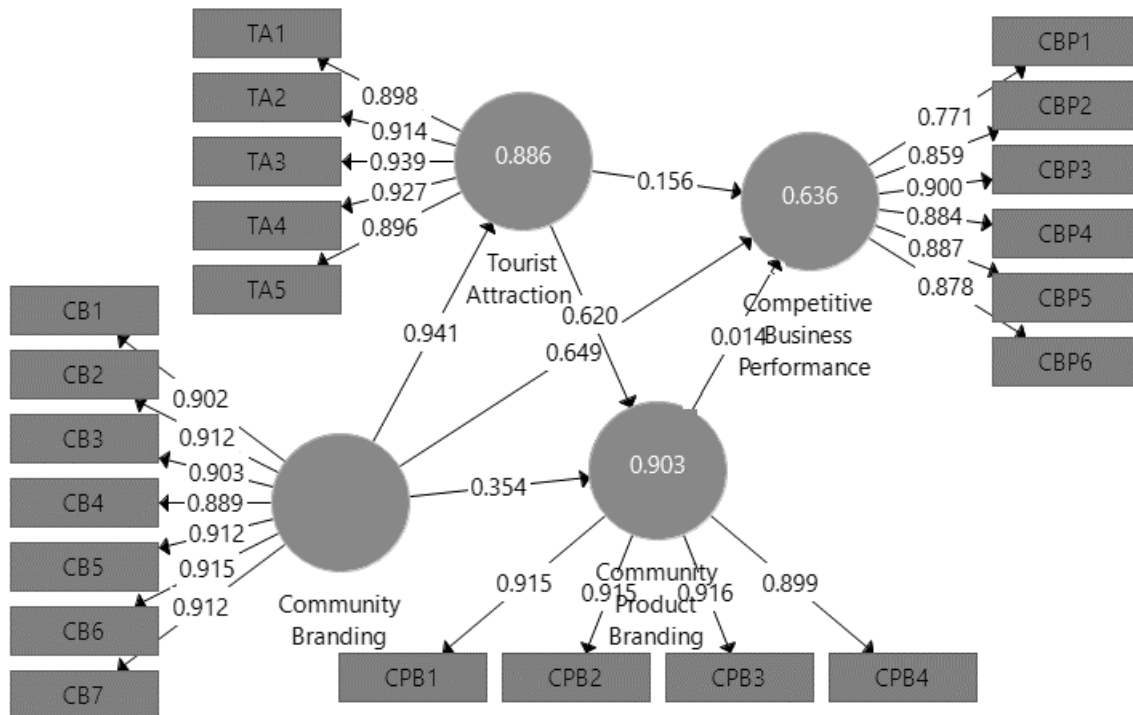 TA1
TA2
TA3
TA4
TA5
0.898
0.914
0.939
0.927
0.896
0.886
Tourist
Attraction
CBP1
CBP2
CBP3
CBP4
CBP5
CBP6
0.771
0.859
0.900
0.884
0.887
0.878
0.636
Competitive
Business
Performance
0.156
0.620
0.649
0.014
0.941
0.354
CB1
CB2
CB3
CB4
CB5
CB6
CB7
0.902
0.912
0.903
0.889
0.912
0.915
0.912
Community
Branding
0.903
Community
Product
Branding
0.915
0.915
0.916
0.899
CPB1
CPB2
CPB3
CPB4